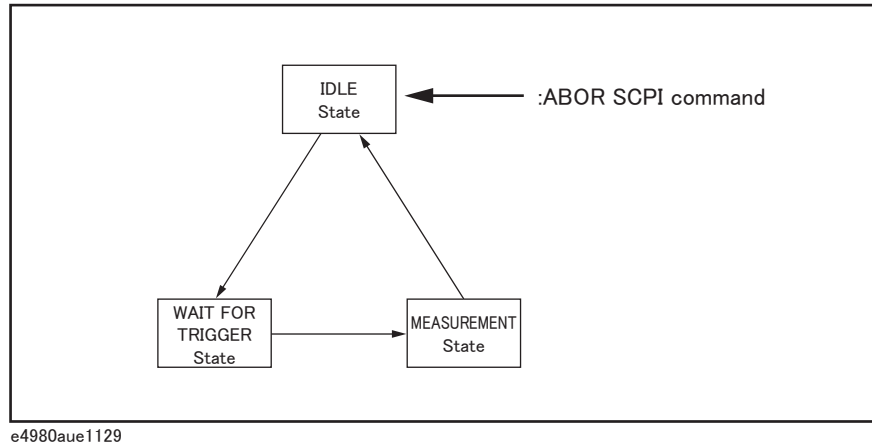 IDLE
State
:ABOR SCPI command
WAIT FOR
TRIGGER
State
MEASUREMENT
State
e4980aue1129